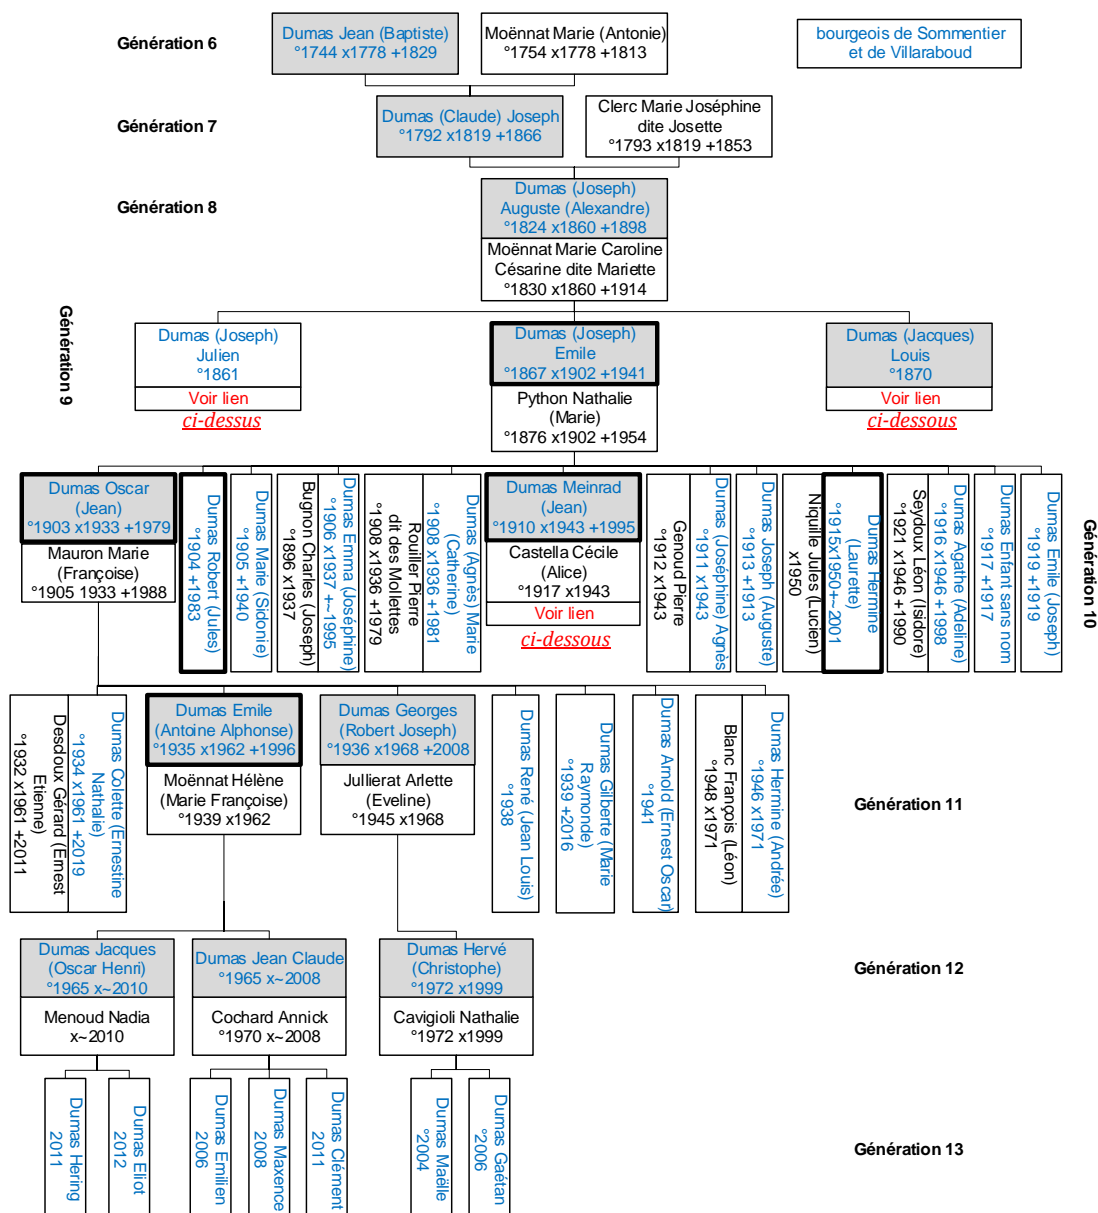 Génération 6
Dumas Jean (Baptiste)
°1744 x1778 +1829
Moënnat Marie (Antonie)
°1754 x1778 +1813
bourgeois de Sommentier
et de Villaraboud
Génération 7
Dumas (Claude) Joseph
°1792 x1819 +1866
Clerc Marie Joséphine
dite Josette
°1793 x1819 +1853
Génération 8
Dumas (Joseph)
Auguste (Alexandre)
°1824 x1860 +1898
Moënnat Marie Caroline
Césarine dite Mariette
°1830 x1860 +1914
Génération 9
Dumas (Joseph)
Julien
°1861
Voir lien
ci-dessus
Dumas (Joseph)
Emile
°1867 x1902 +1941
Python Nathalie
(Marie)
°1876 x1902 +1954
Dumas (Jacques)
Louis
°1870
Voir lien
ci-dessous
Dumas Oscar
(Jean)
°1903 x1933 +1979
Mauron Marie
(Françoise)
°1905 1933 +1988
Dumas Robert (Jules)
°1904 +1983
Dumas Marie (Sidonie)
°1905 +1940
Dumas Emma (Joséphine)
°1906 x1937 +~1995
Bugnon Charles (Joseph)
°1896 x1937
Dumas (Agnès) Marie
(Catherine)
°1908 x1936 +1981
Rouiller Pierre
dit des Mollettes
°1908 x1936 +1979
Dumas Meinrad
(Jean)
°1910 x1943 +1995
Castella Cécile
(Alice)
°1917 x1943
Voir lien
ci-dessous
Dumas (Joséphine) Agnès
°1911 x1943
Genoud Pierre
°1912 x1943
Dumas Joseph (Auguste)
°1913 +1913
Dumas Hermine
(Laurette)
°1915x1950+~2001
Niquille Jules (Lucien)
x1950
Dumas Agathe (Adeline)
°1916 x1946 +1998
Seydoux Léon (Isidore)
°1921 x1946 +1990
Dumas Enfant sans nom
°1917 +1917
Dumas Emile (Joseph)
°1919 +1919
Génération 10
Dumas Colette (Ernestine
Nathalie)
°1934 x1961 +2019
Desdoux Gérard (Ernest
Etienne)
°1932 x1961 +2011
Dumas Emile
(Antoine Alphonse)
°1935 x1962 +1996
Moënnat Hélène
(Marie Françoise)
°1939 x1962
Dumas Georges
(Robert Joseph)
°1936 x1968 +2008
Jullierat Arlette
(Eveline)
°1945 x1968
Dumas René (Jean Louis)
°1938
Dumas Gilberte (Marie
Raymonde)
°1939 +2016
Dumas Arnold (Ernest Oscar)
°1941
Dumas Hermine (Andrée)
°1946 x1971
Blanc François (Léon)
°1948 x1971
Génération 11
Dumas Jacques
(Oscar Henri)
°1965 x~2010
Menoud Nadia
x~2010
Dumas Jean Claude
°1965 x~2008
Cochard Annick
°1970 x~2008
Dumas Hervé
(Christophe)
°1972 x1999
Cavigioli Nathalie
°1972 x1999
Génération 12
Dumas Hering
2011
Dumas Eliot
2012
Dumas Emilien
2006
Dumas Maxence
2008
Dumas Clément
2011
Dumas Maëlle
°2004
Dumas Gaétan
°2006
Génération 13